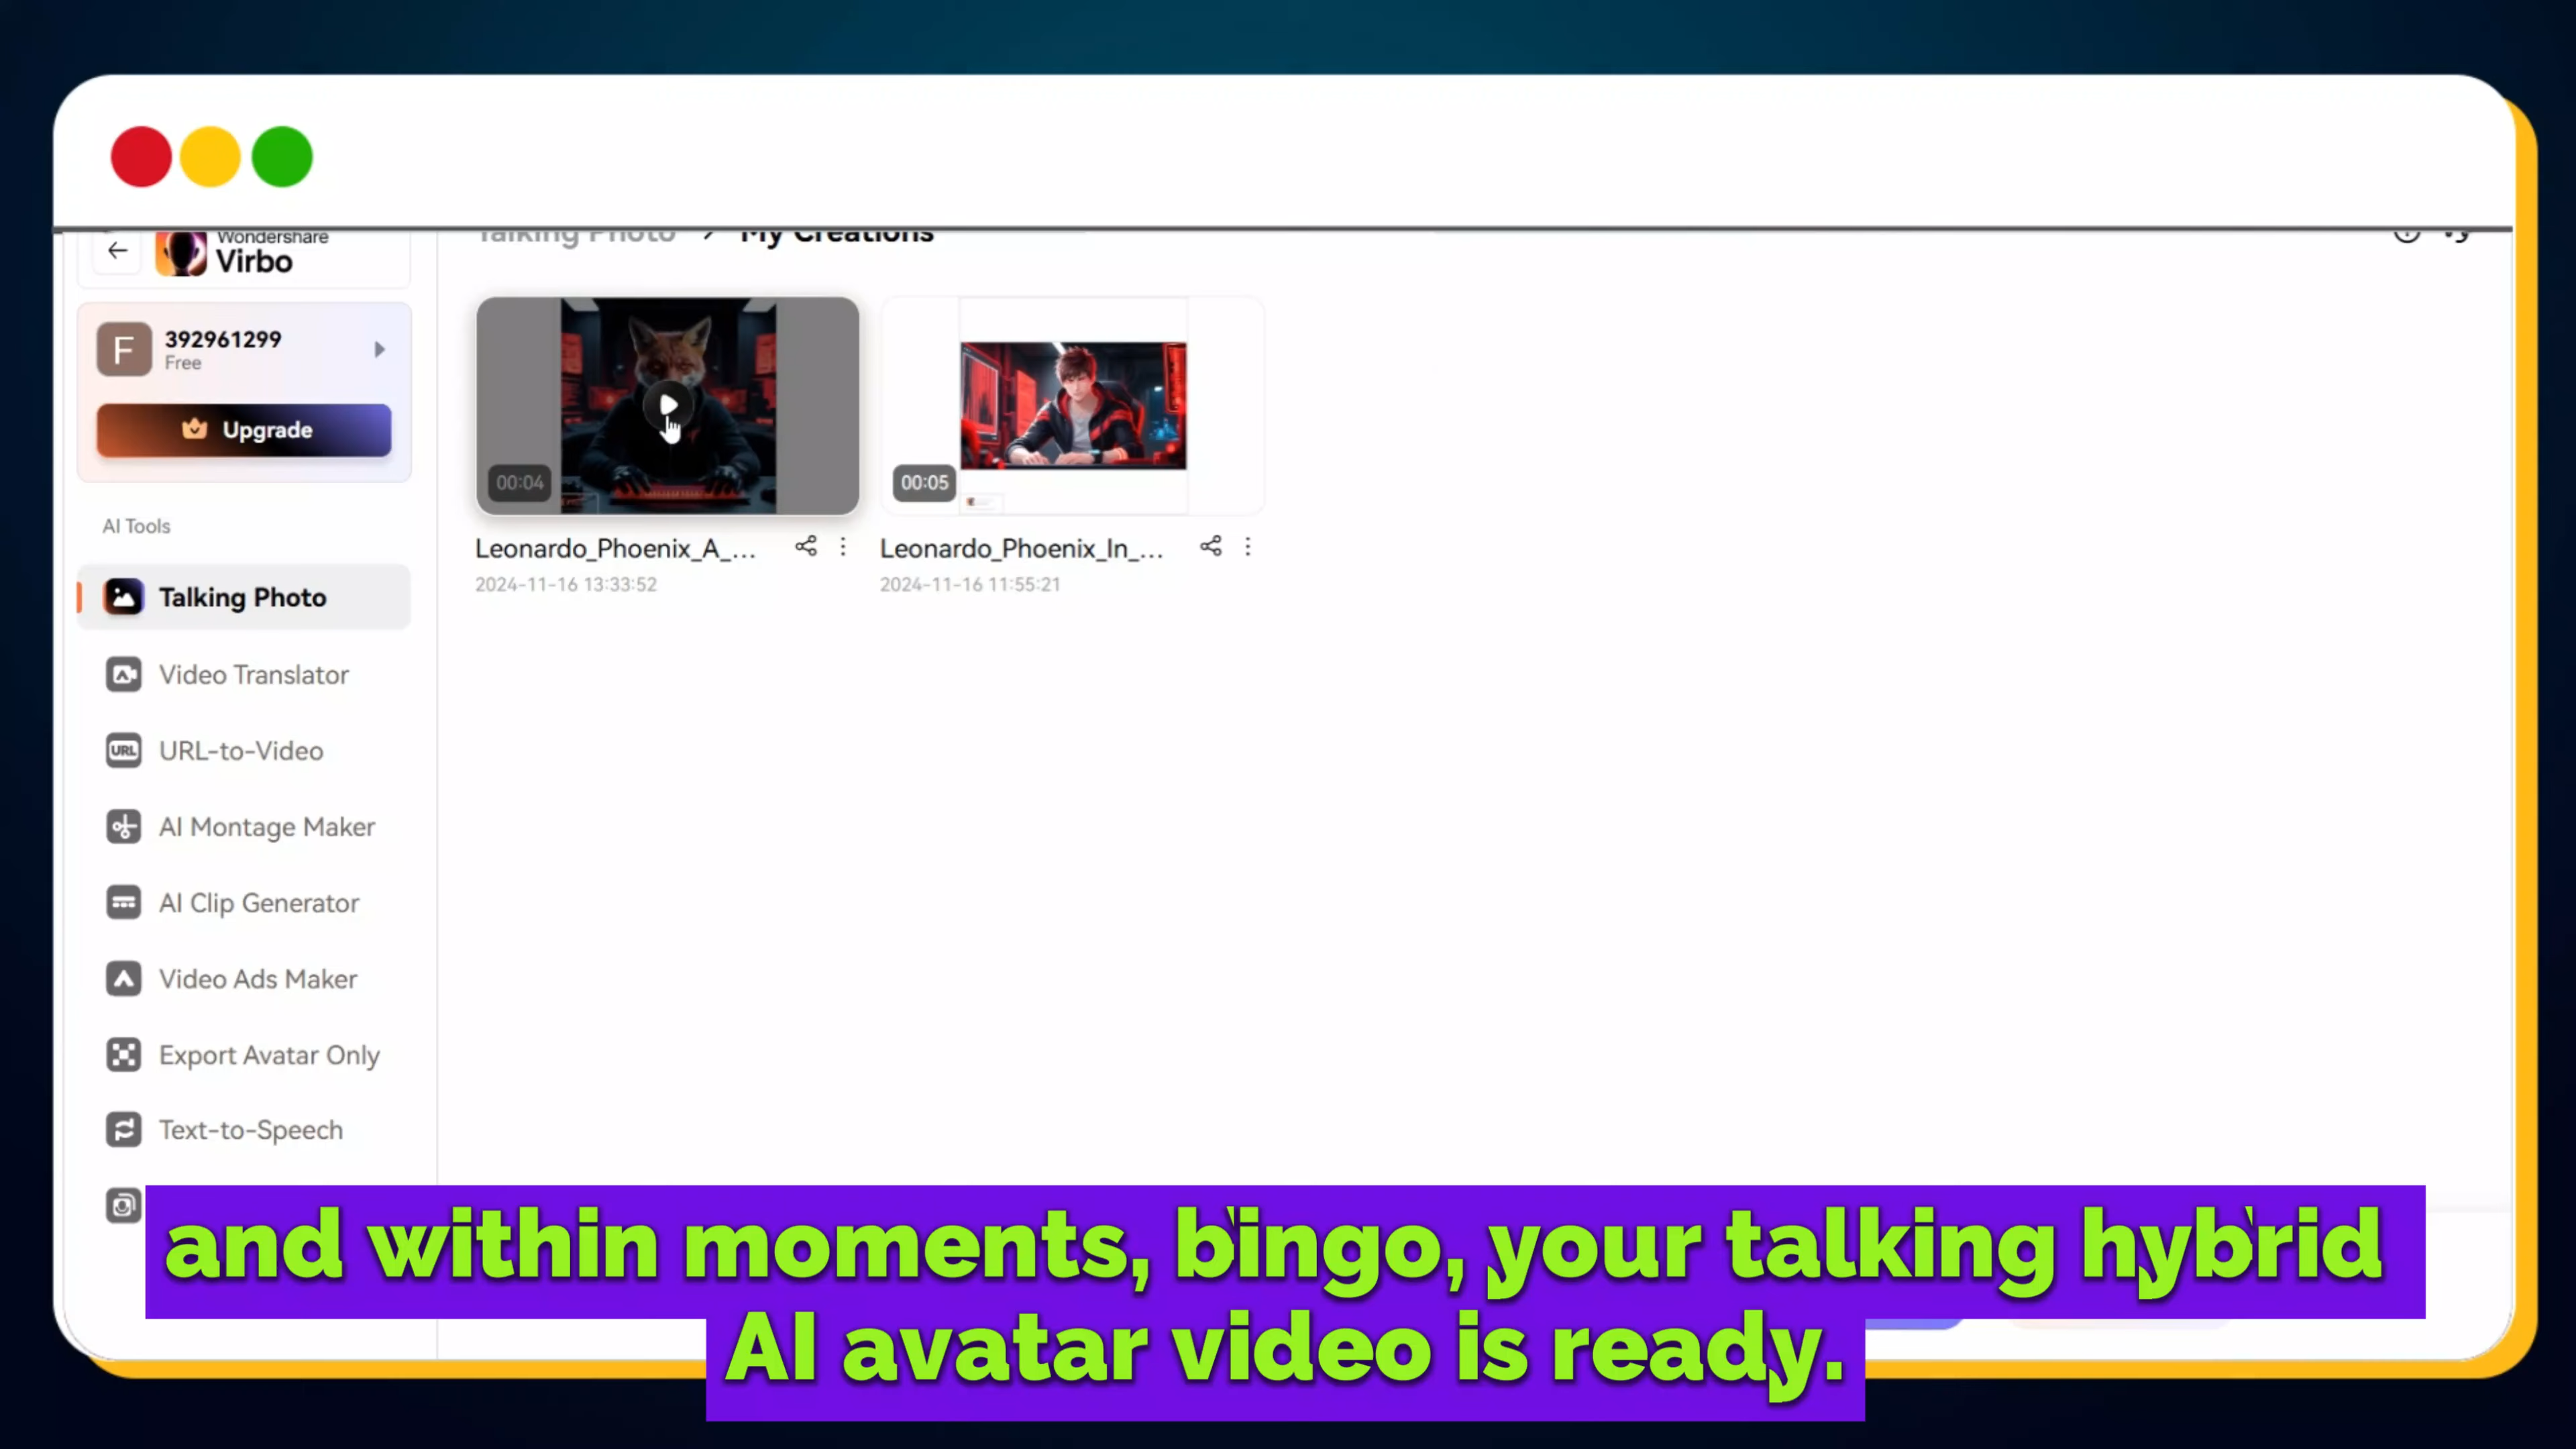 Wondershare
Virbo
Talking Photo > My Creations
F
392961299
Free
Upgrade
AI Tools
Talking Photo
Video Translator
URL
URL-to-Video
AI Montage Maker
AI Clip Generator
Video Ads Maker
Export Avatar Only
Text-to-Speech
00:04
00:05
Leonardo_Phoenix_A_...
Leonardo_Phoenix_In_...
2024-11-16 13:33:52
2024-11-16 11:55:21
and within moments, bingo, your talking hybrid
AI avatar video is ready.